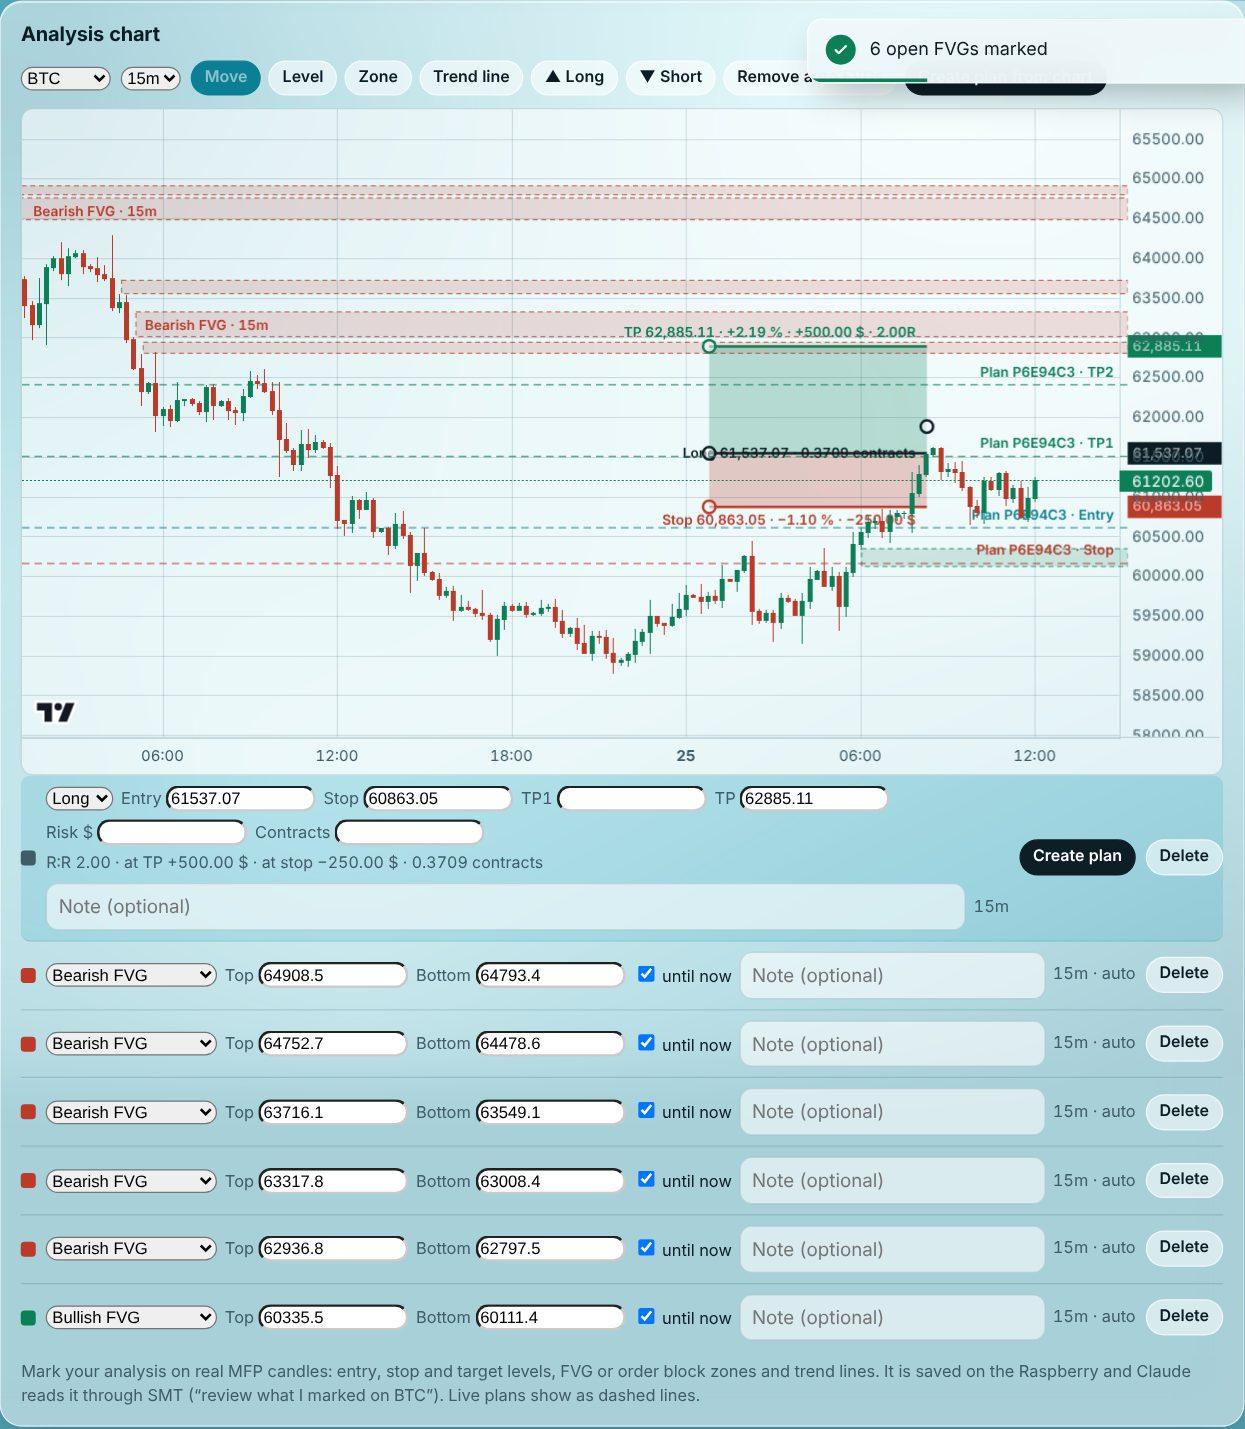 Analysis chart
6 open FVGs marked
BTC 15m Move Level Zone Trend line ▲ Long ▼ Short Remove
65500.00
65000.00
Bearish FVG · 15m
64500.00
64000.00
63500.00
Bearish FVG · 15m
TP 62,885.11 · +2.19 % · +500.00 $ · 2.00R
62,885.11
Plan P6E94C3 · TP2
62500.00
62000.00
Plan P6E94C3 · TP1
Long 61,537.07 · 0.3709 contracts
61,537.07
61202.60
60,863.05
Stop 60,863.05 · −1.10 % · −250.00 $
Plan P6E94C3 · Entry
60500.00
Plan P6E94C3 · Stop
60000.00
59500.00
59000.00
58500.00
58000.00
06:00 12:00 18:00 25 06:00 12:00
Long Entry 61537.07 Stop 60863.05 TP1 TP 62885.11
Risk $ Contracts
R:R 2.00 · at TP +500.00 $ · at stop −250.00 $ · 0.3709 contracts
Create plan Delete
Note (optional) 15m
Bearish FVG Top 64908.5 Bottom 64793.4 until now Note (optional) 15m · auto Delete
Bearish FVG Top 64752.7 Bottom 64478.6 until now Note (optional) 15m · auto Delete
Bearish FVG Top 63716.1 Bottom 63549.1 until now Note (optional) 15m · auto Delete
Bearish FVG Top 63317.8 Bottom 63008.4 until now Note (optional) 15m · auto Delete
Bearish FVG Top 62936.8 Bottom 62797.5 until now Note (optional) 15m · auto Delete
Bullish FVG Top 60335.5 Bottom 60111.4 until now Note (optional) 15m · auto Delete
Mark your analysis on real MFP candles: entry, stop and target levels, FVG or order block zones and trend lines. It is saved on the Raspberry and Claude
reads it through SMT (“review what I marked on BTC”). Live plans show as dashed lines.